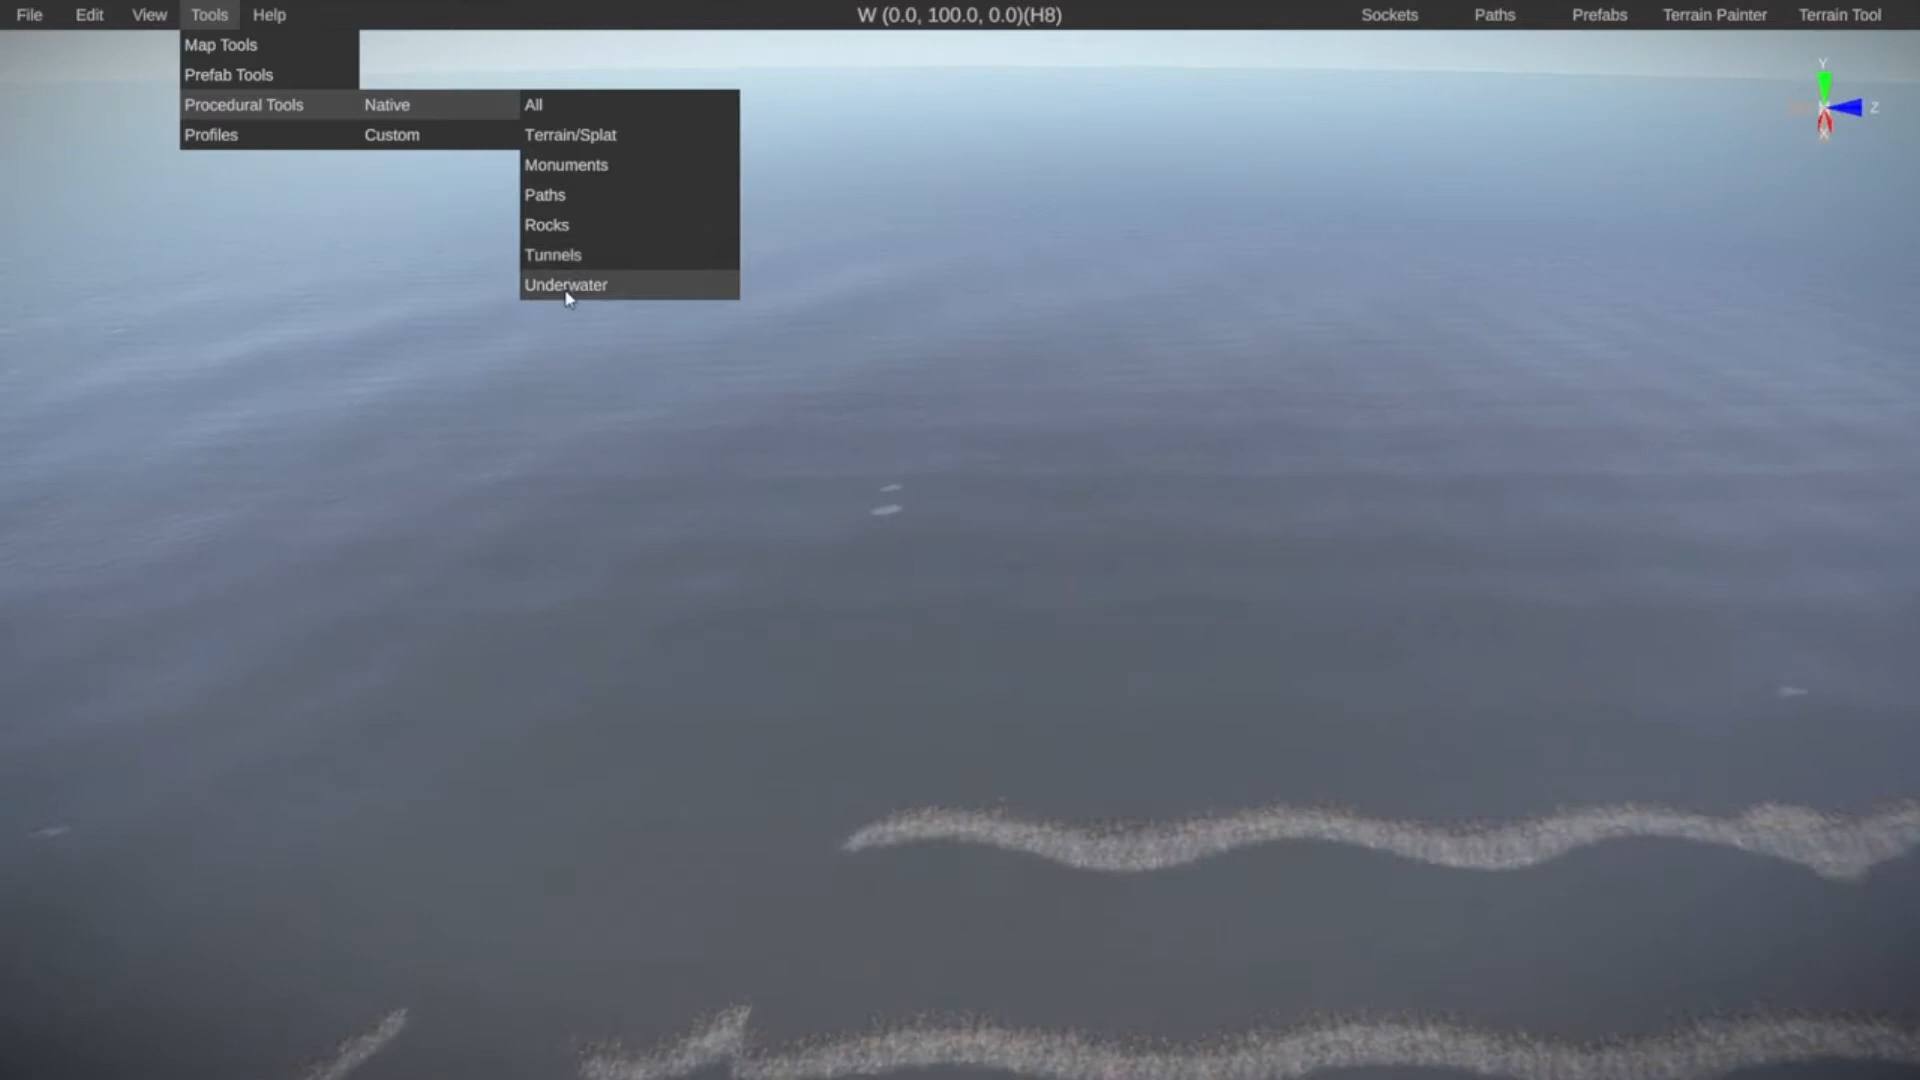 File Edit View Tools Help W (0.0, 100.0, 0.0)(H8) Sockets Paths Prefabs Terrain Painter Terrain Tool
Map Tools
Prefab Tools
Procedural Tools Native All
Profiles Custom Terrain/Splat
Monuments
Paths
Rocks
Tunnels
Underwater
Y
Z
X